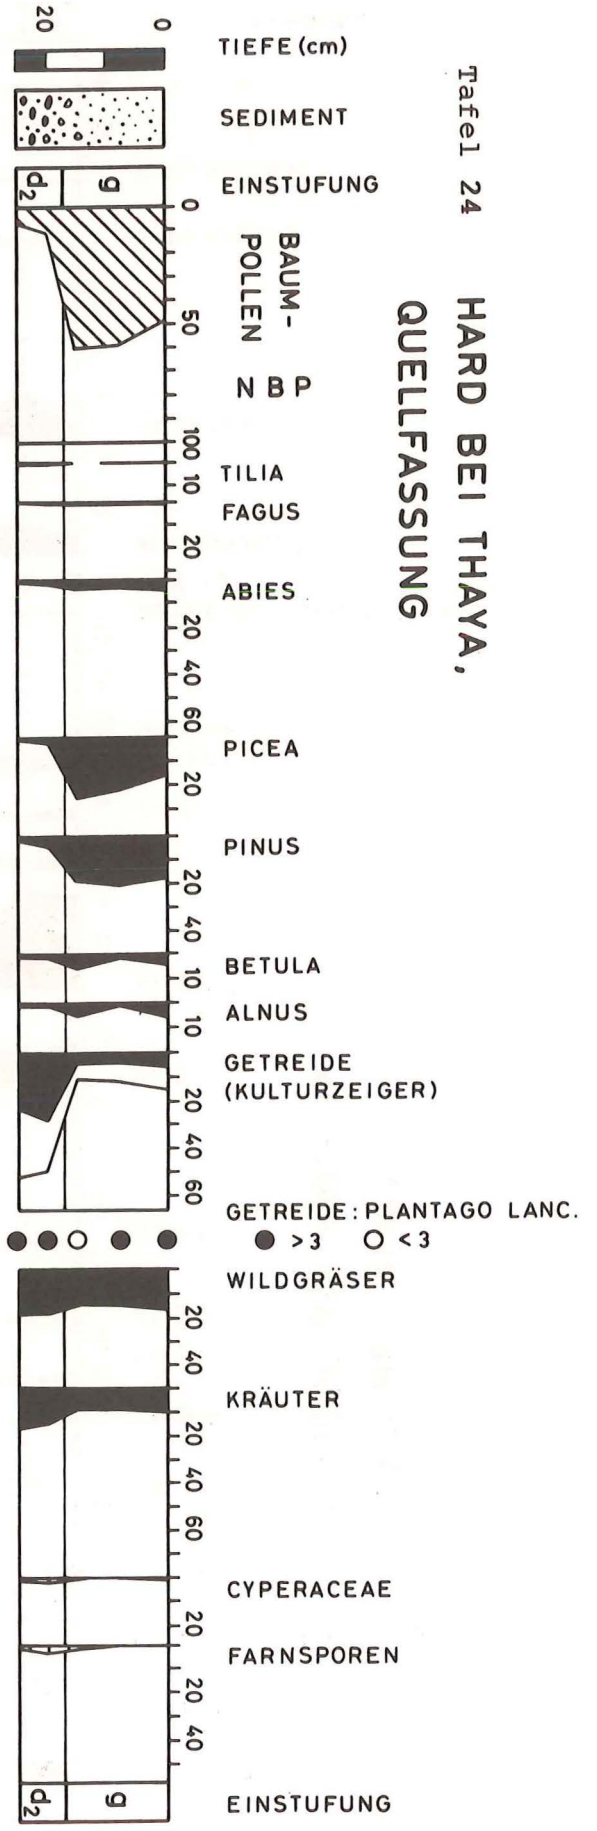 Tafel 24
HARD BEI THAYA,
QUELLFASSUNG
0
20
TIEFE (cm)
SEDIMENT
d2
g
EINSTUFUNG
0
50
100
BAUM-
POLLEN
NBP
10
TILIA
20
FAGUS
20
40
60
ABIES
20
PICEA
20
40
PINUS
10
BETULA
10
ALNUS
20
40
60
GETREIDE
(KULTURZEIGER)
GETREIDE: PLANTAGO LANC.
>3 <3
20
40
WILDGRÄSER
20
40
60
KRÄUTER
20
CYPERACEAE
20
40
FARNSPOREN
d2
g
EINSTUFUNG